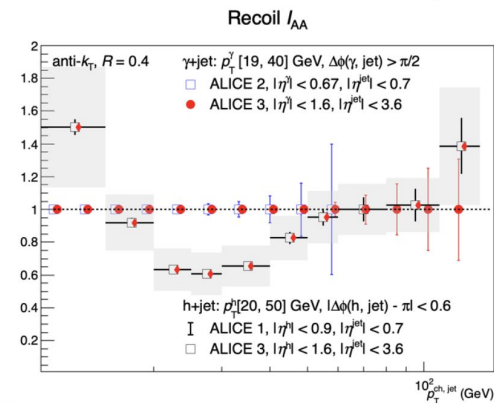 Recoil I_AA
anti-k_T, R = 0.4
γ+jet: p_T^γ [19, 40] GeV, Δϕ(γ, jet) > π/2
ALICE 2, |η^γ| < 0.67, |η^jet| < 0.7
ALICE 3, |η^γ| < 1.6, |η^jet| < 3.6
2
1.8
1.6
1.4
1.2
1
0.8
0.6
0.4
0.2
h+jet: p_T^h [20, 50] GeV, |Δϕ(h, jet) - π| < 0.6
ALICE 1, |η^h| < 0.9, |η^jet| < 0.7
ALICE 3, |η^h| < 1.6, |η^jet| < 3.6
10^2
p_T^ch, jet (GeV)